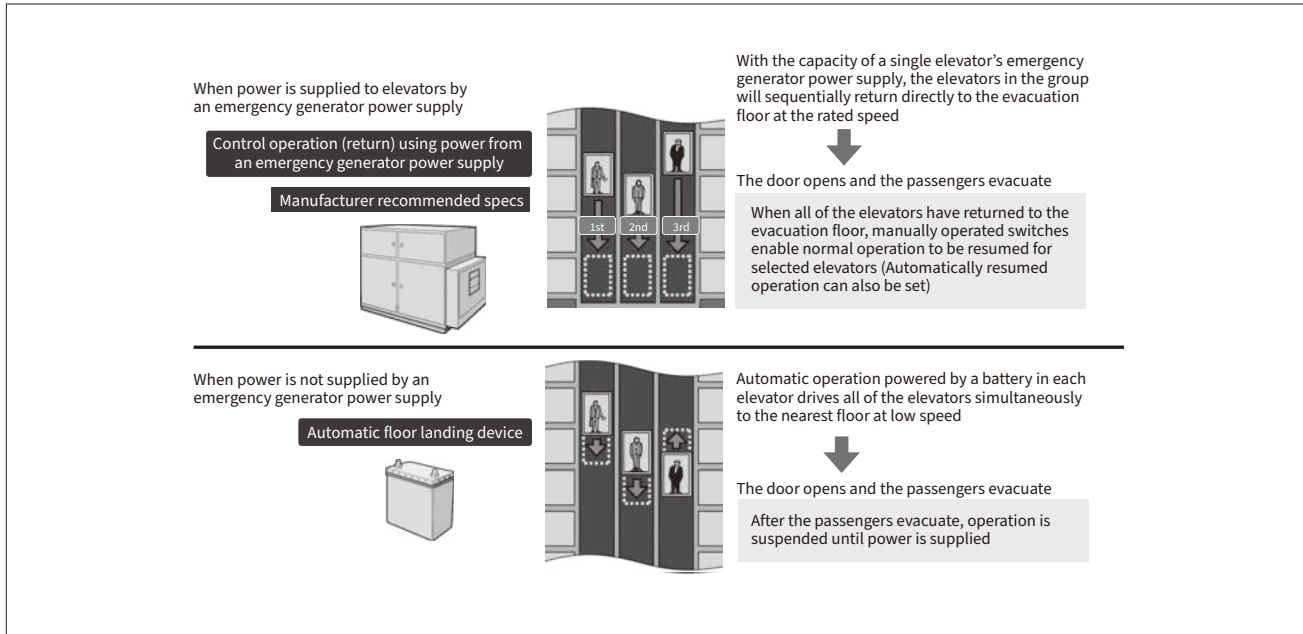 When power is supplied to elevators by
an emergency generator power supply
Control operation (return) using power from
an emergency generator power supply
Manufacturer recommended specs
1st
2nd
3rd
With the capacity of a single elevator’s emergency
generator power supply, the elevators in the group
will sequentially return directly to the evacuation
floor at the rated speed
The door opens and the passengers evacuate
When all of the elevators have returned to the
evacuation floor, manually operated switches
enable normal operation to be resumed for
selected elevators (Automatically resumed
operation can also be set)
When power is not supplied by an
emergency generator power supply
Automatic floor landing device
Automatic operation powered by a battery in each
elevator drives all of the elevators simultaneously
to the nearest floor at low speed
The door opens and the passengers evacuate
After the passengers evacuate, operation is
suspended until power is supplied